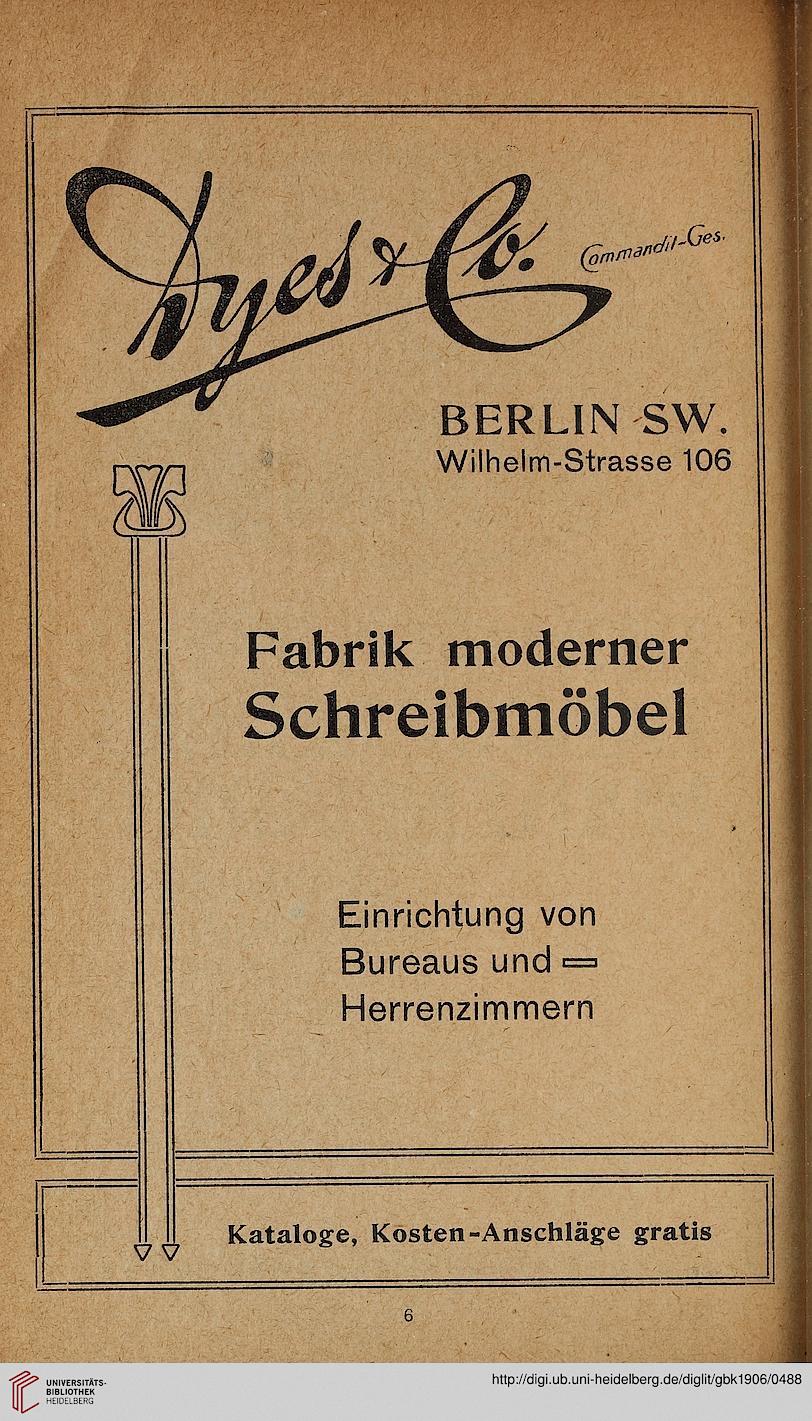 Dyes & Co. Commandit-Ges.
BERLIN SW.
Wilhelm-Strasse 106
Fabrik moderner
Schreibmöbel
Einrichtung von
Bureaus und
Herrenzimmern
Kataloge, Kosten-Anschläge gratis
6
UNIVERSITÄTS-
BIBLIOTHEK
HEIDELBERG
http://digi.ub.uni-heidelberg.de/diglit/gbk1906/0488